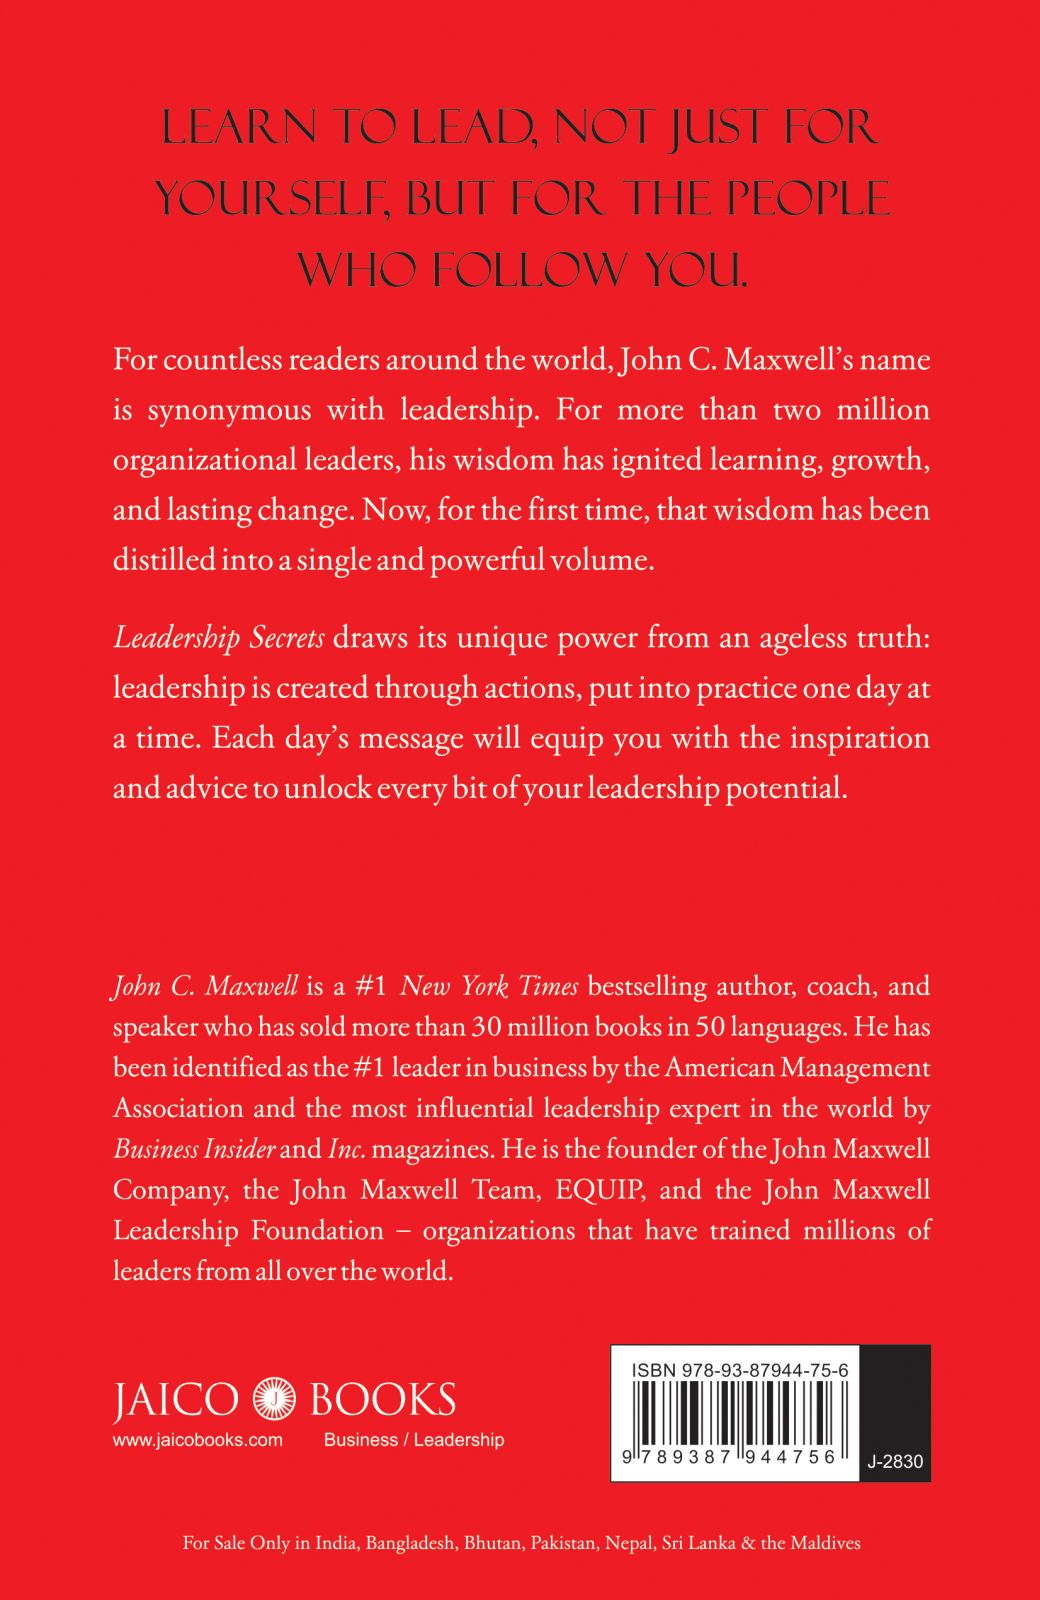 LEARN TO LEAD, NOT JUST FOR
YOURSELF, BUT FOR THE PEOPLE
WHO FOLLOW YOU.
For countless readers around the world, John C. Maxwell’s name
is synonymous with leadership. For more than two million
organizational leaders, his wisdom has ignited learning, growth,
and lasting change. Now, for the first time, that wisdom has been
distilled into a single and powerful volume.
Leadership Secrets draws its unique power from an ageless truth:
leadership is created through actions, put into practice one day at
a time. Each day’s message will equip you with the inspiration
and advice to unlock every bit of your leadership potential.
John C. Maxwell is a #1 New York Times bestselling author, coach, and
speaker who has sold more than 30 million books in 50 languages. He has
been identified as the #1 leader in business by the American Management
Association and the most influential leadership expert in the world by
Business Insider and Inc. magazines. He is the founder of the John Maxwell
Company, the John Maxwell Team, EQUIP, and the John Maxwell
Leadership Foundation – organizations that have trained millions of
leaders from all over the world.
JAICO J BOOKS
www.jaicobooks.com Business / Leadership
ISBN 978-93-87944-75-6
9 789387 944756
J-2830
For Sale Only in India, Bangladesh, Bhutan, Pakistan, Nepal, Sri Lanka & the Maldives